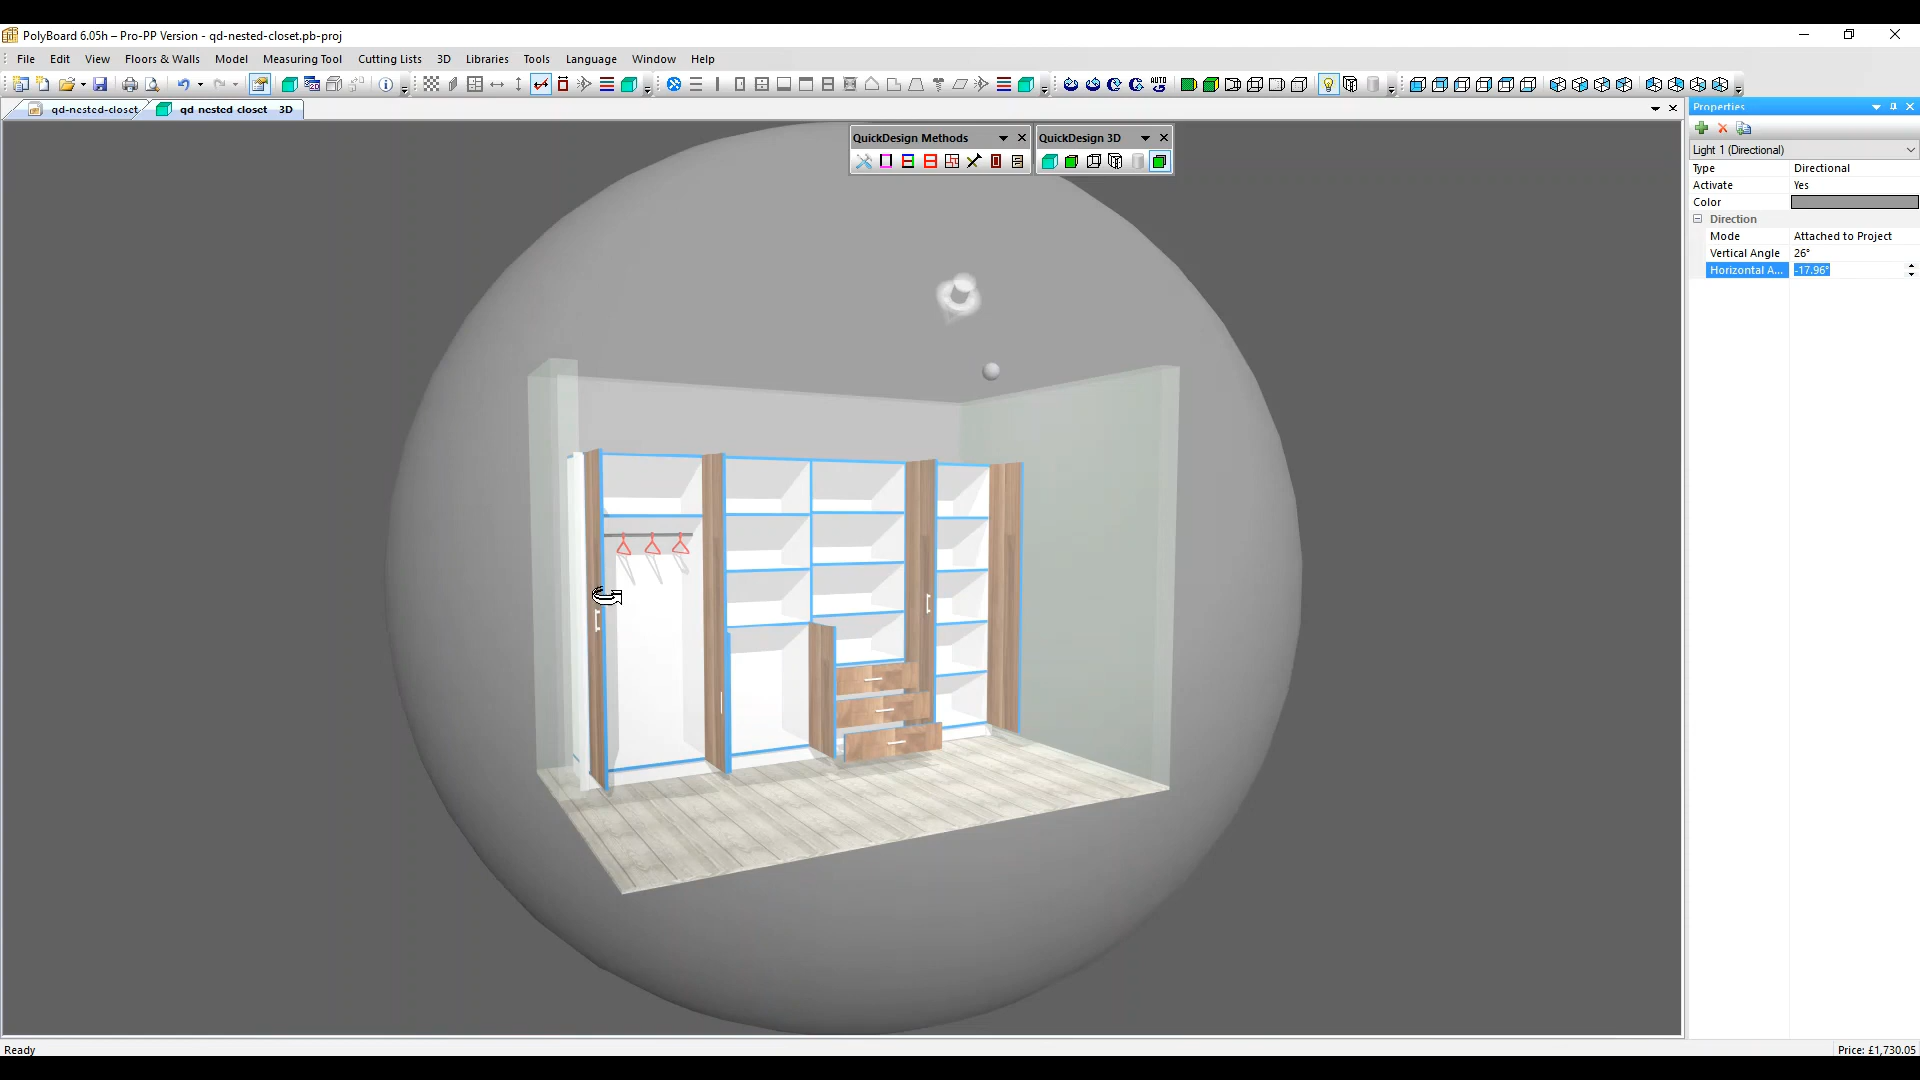 PolyBoard 6.05h – Pro-PP Version - qd-nested-closet.pb-proj
File Edit View Floors & Walls Model Measuring Tool Cutting Lists 3D Libraries Tools Language Window Help
AUTO
qd-nested-closet
qd nested closet 3D
Properties
QuickDesign Methods
QuickDesign 3D
Light 1 (Directional)
Type Directional
Activate Yes
Color
Direction
Mode Attached to Project
Vertical Angle 26°
Horizontal A... -17.96°
Ready
Price: £1,730.05